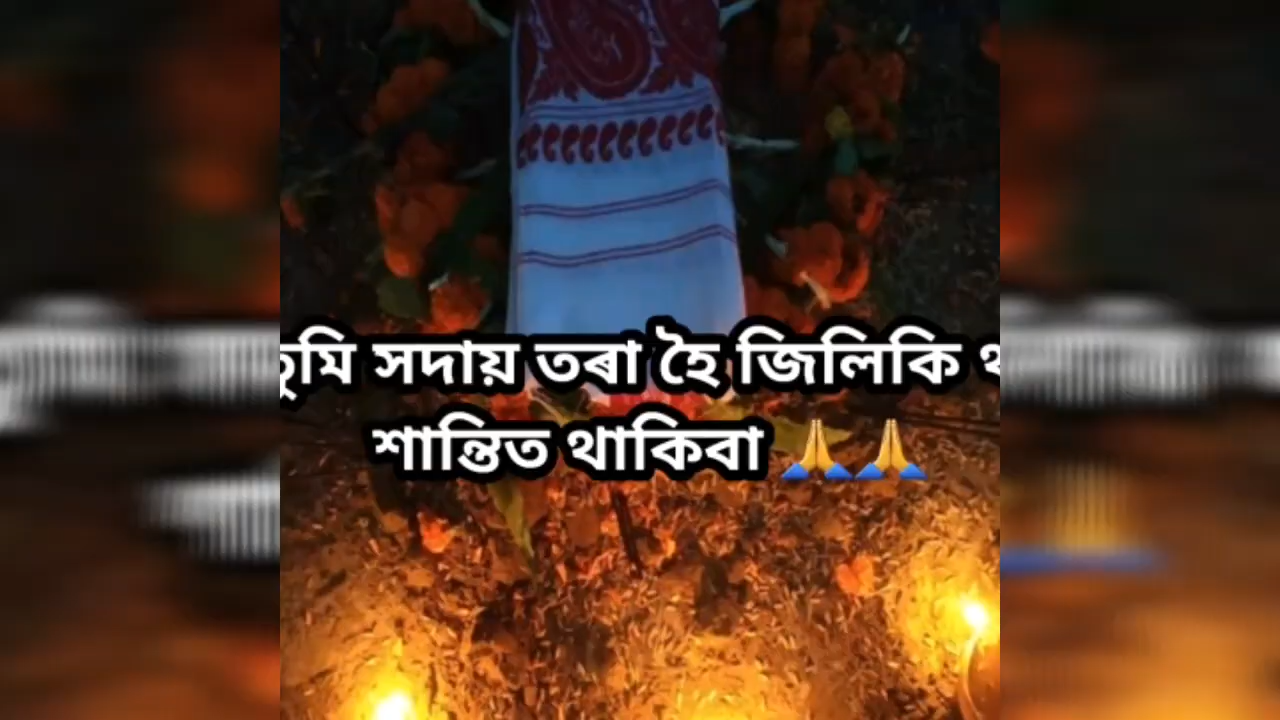 তুমি সদায় তৰা হৈ জিলিকি
শান্তিত থাকিবা 🙏🙏